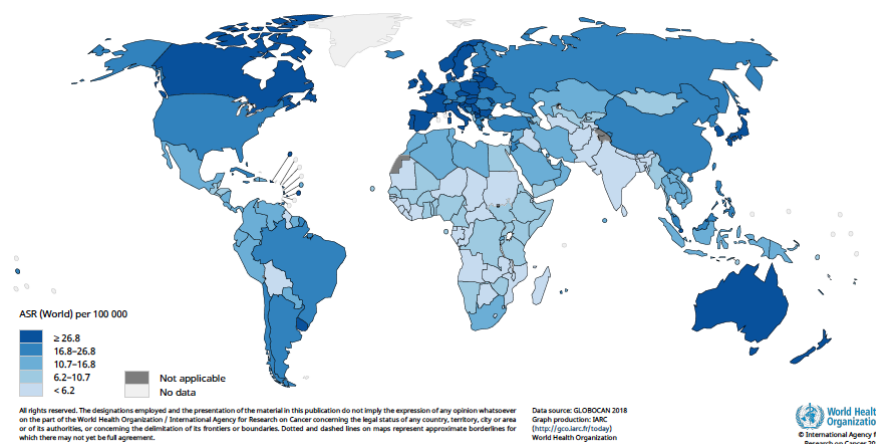 ASR (World) per 100 000
≥ 26.8
16.8–26.8
10.7–16.8
6.2–10.7
< 6.2
Not applicable
No data
All rights reserved. The designations employed and the presentation of the material in this publication do not imply the expression of any opinion whatsoever
on the part of the World Health Organization / International Agency for Research on Cancer concerning the legal status of any country, territory, city or area
or of its authorities, or concerning the delimitation of its frontiers or boundaries. Dotted and dashed lines on maps represent approximate borderlines for
which there may not yet be full agreement.
Data source: GLOBOCAN 2018
Graph production: IARC
(http://gco.iarc.fr/today)
World Health Organization
World Healt
Organizatio
© International Agency f
Research on Cancer 20